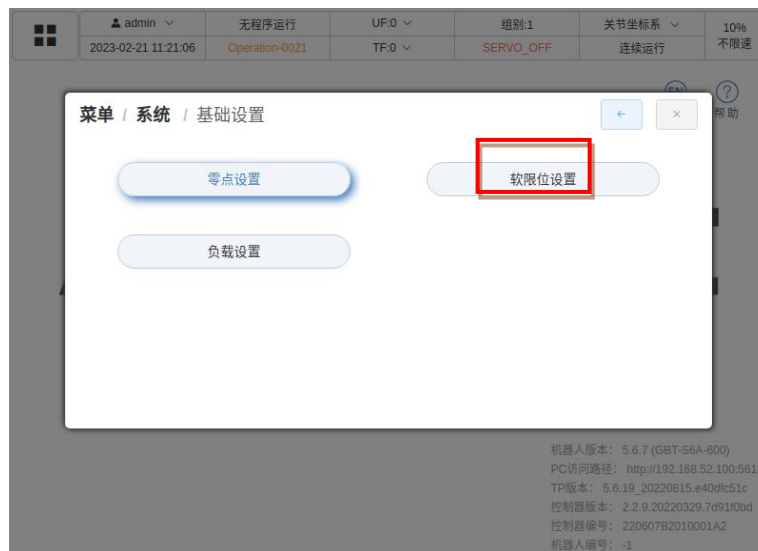 admin 无程序运行 UF:0 组别:1 关节坐标系 10%
2023-02-21 11:21:06 Operation-0021 TF:0 SERVO_OFF 连续运行 不限速
EN ?
菜单 / 系统 / 基础设置
帮助
零点设置 软限位设置
负载设置
机器人版本： 5.6.7 (GBT-S6A-600)
PC访问路径： http://192.168.52.100:561
TP版本： 5.6.19_20220815.e40dfc51c
控制器版本： 2.2.9.20220329.7d91f0bd
控制器编号： 220607B2010001A2
机器人编号： -1